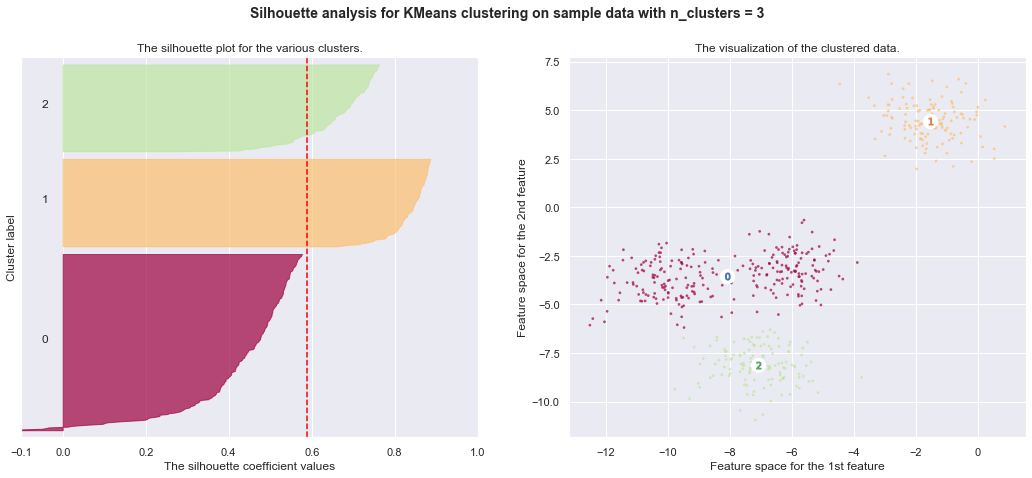 Silhouette analysis for KMeans clustering on sample data with n_clusters = 3
The silhouette plot for the various clusters.
2
1
0
Cluster label
−0.1 0.0 0.2 0.4 0.6 0.8 1.0
The silhouette coefficient values
The visualization of the clustered data.
7.5
5.0
2.5
0.0
−2.5
−5.0
−7.5
−10.0
Feature space for the 2nd feature
1
0
2
−12 −10 −8 −6 −4 −2 0
Feature space for the 1st feature